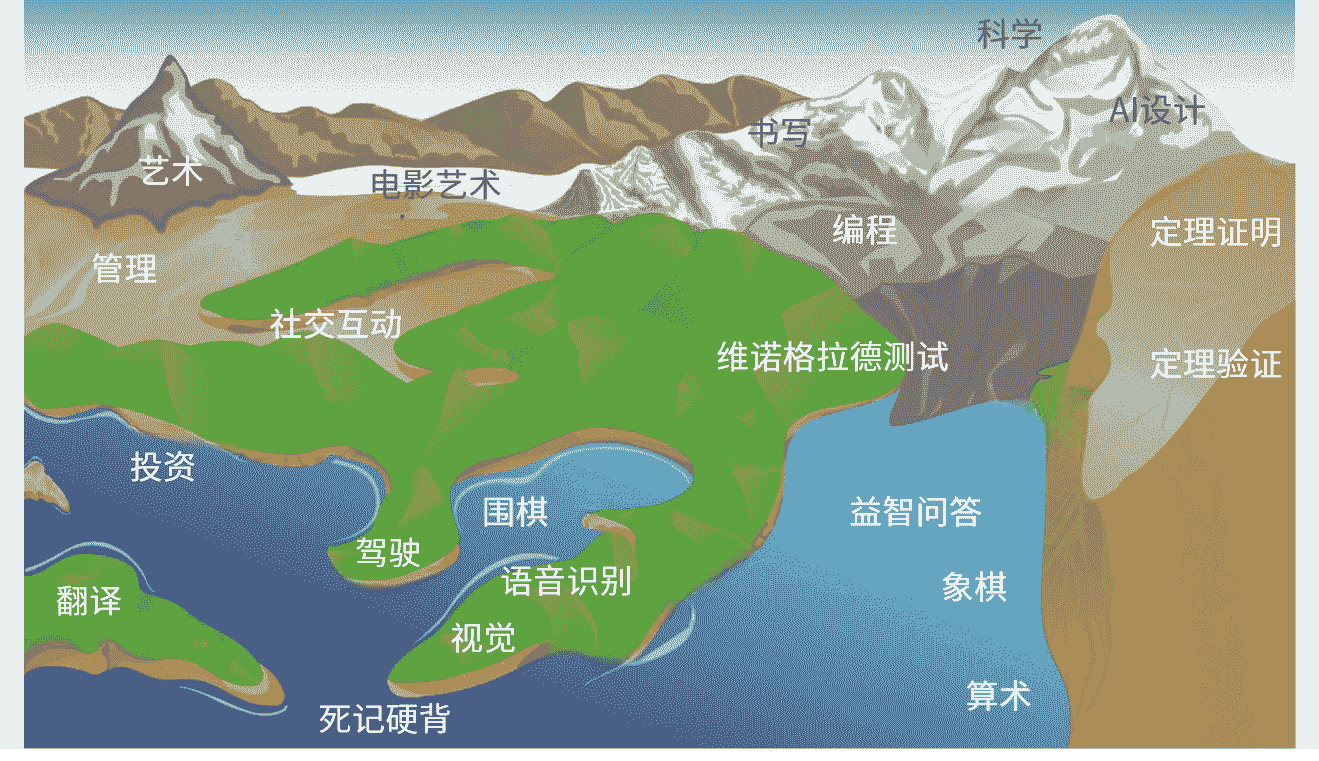 科学
AI设计
书写
艺术
电影艺术
编程
定理证明
管理
社交互动
维诺格拉德测试
定理验证
投资
围棋
益智问答
驾驶
语音识别
象棋
翻译
视觉
算术
死记硬背